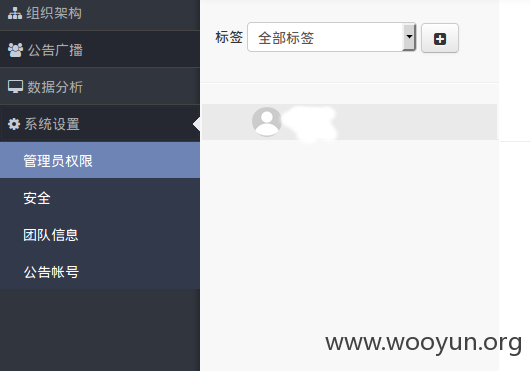 组织架构
公告广播
数据分析
系统设置
管理员权限
安全
团队信息
公告帐号
标签 全部标签
www.wooyun.org